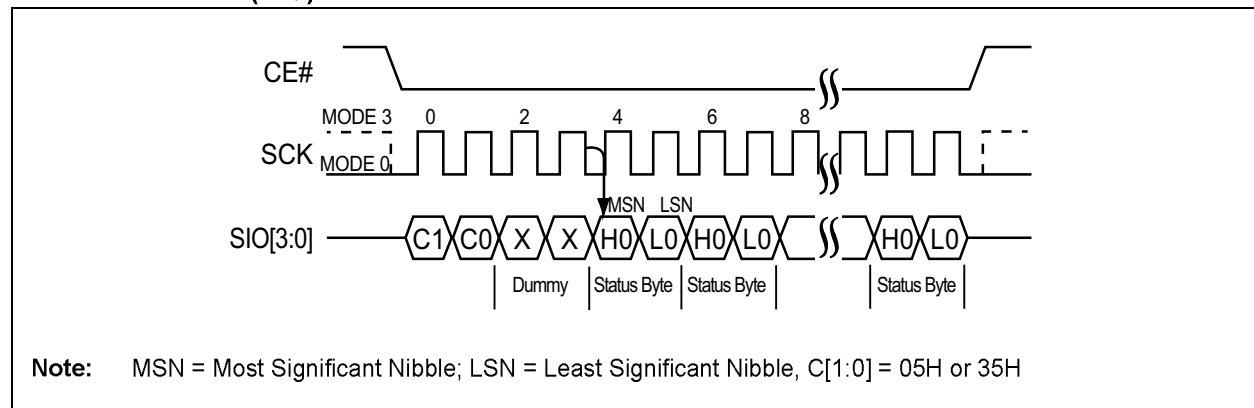 CE#
MODE 3 0 2 4 6 8
SCK
MODE 0
MSN LSN
SIO[3:0] C1 C0 X X H0 L0 H0 L0 H0 L0
Dummy Status Byte Status Byte Status Byte
Note: MSN = Most Significant Nibble; LSN = Least Significant Nibble, C[1:0] = 05H or 35H